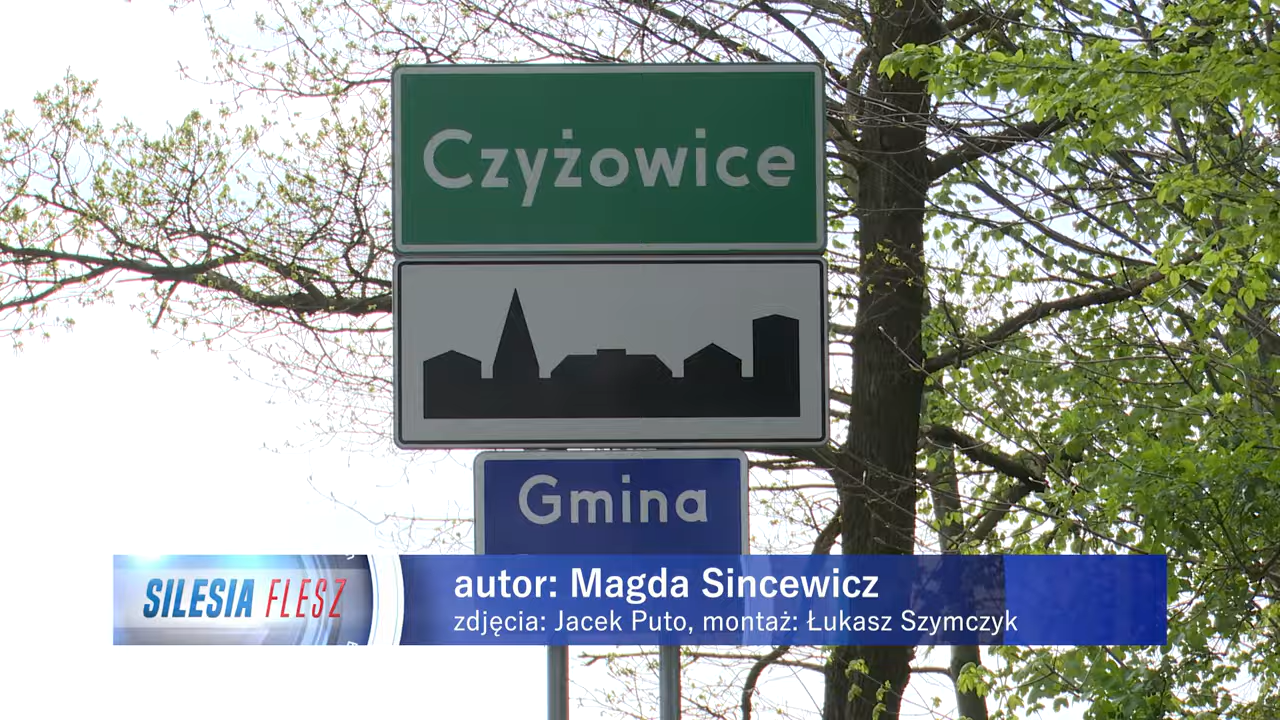 Czyżowice
Gmina
SILESIA FLESZ
autor: Magda Sincewicz
zdjęcia: Jacek Puto, montaż: Łukasz Szymczyk